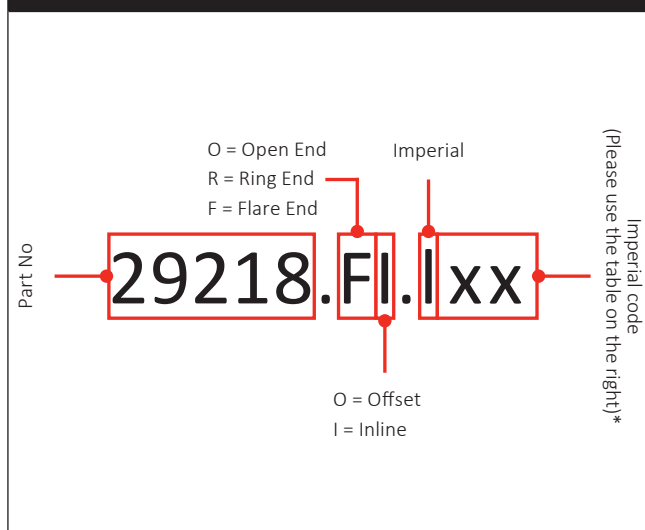 O = Open End
R = Ring End
F = Flare End
Imperial
Part No
29218.FI.Ixx
Imperial code
(Please use the table on the right)*
O = Offset
I = Inline